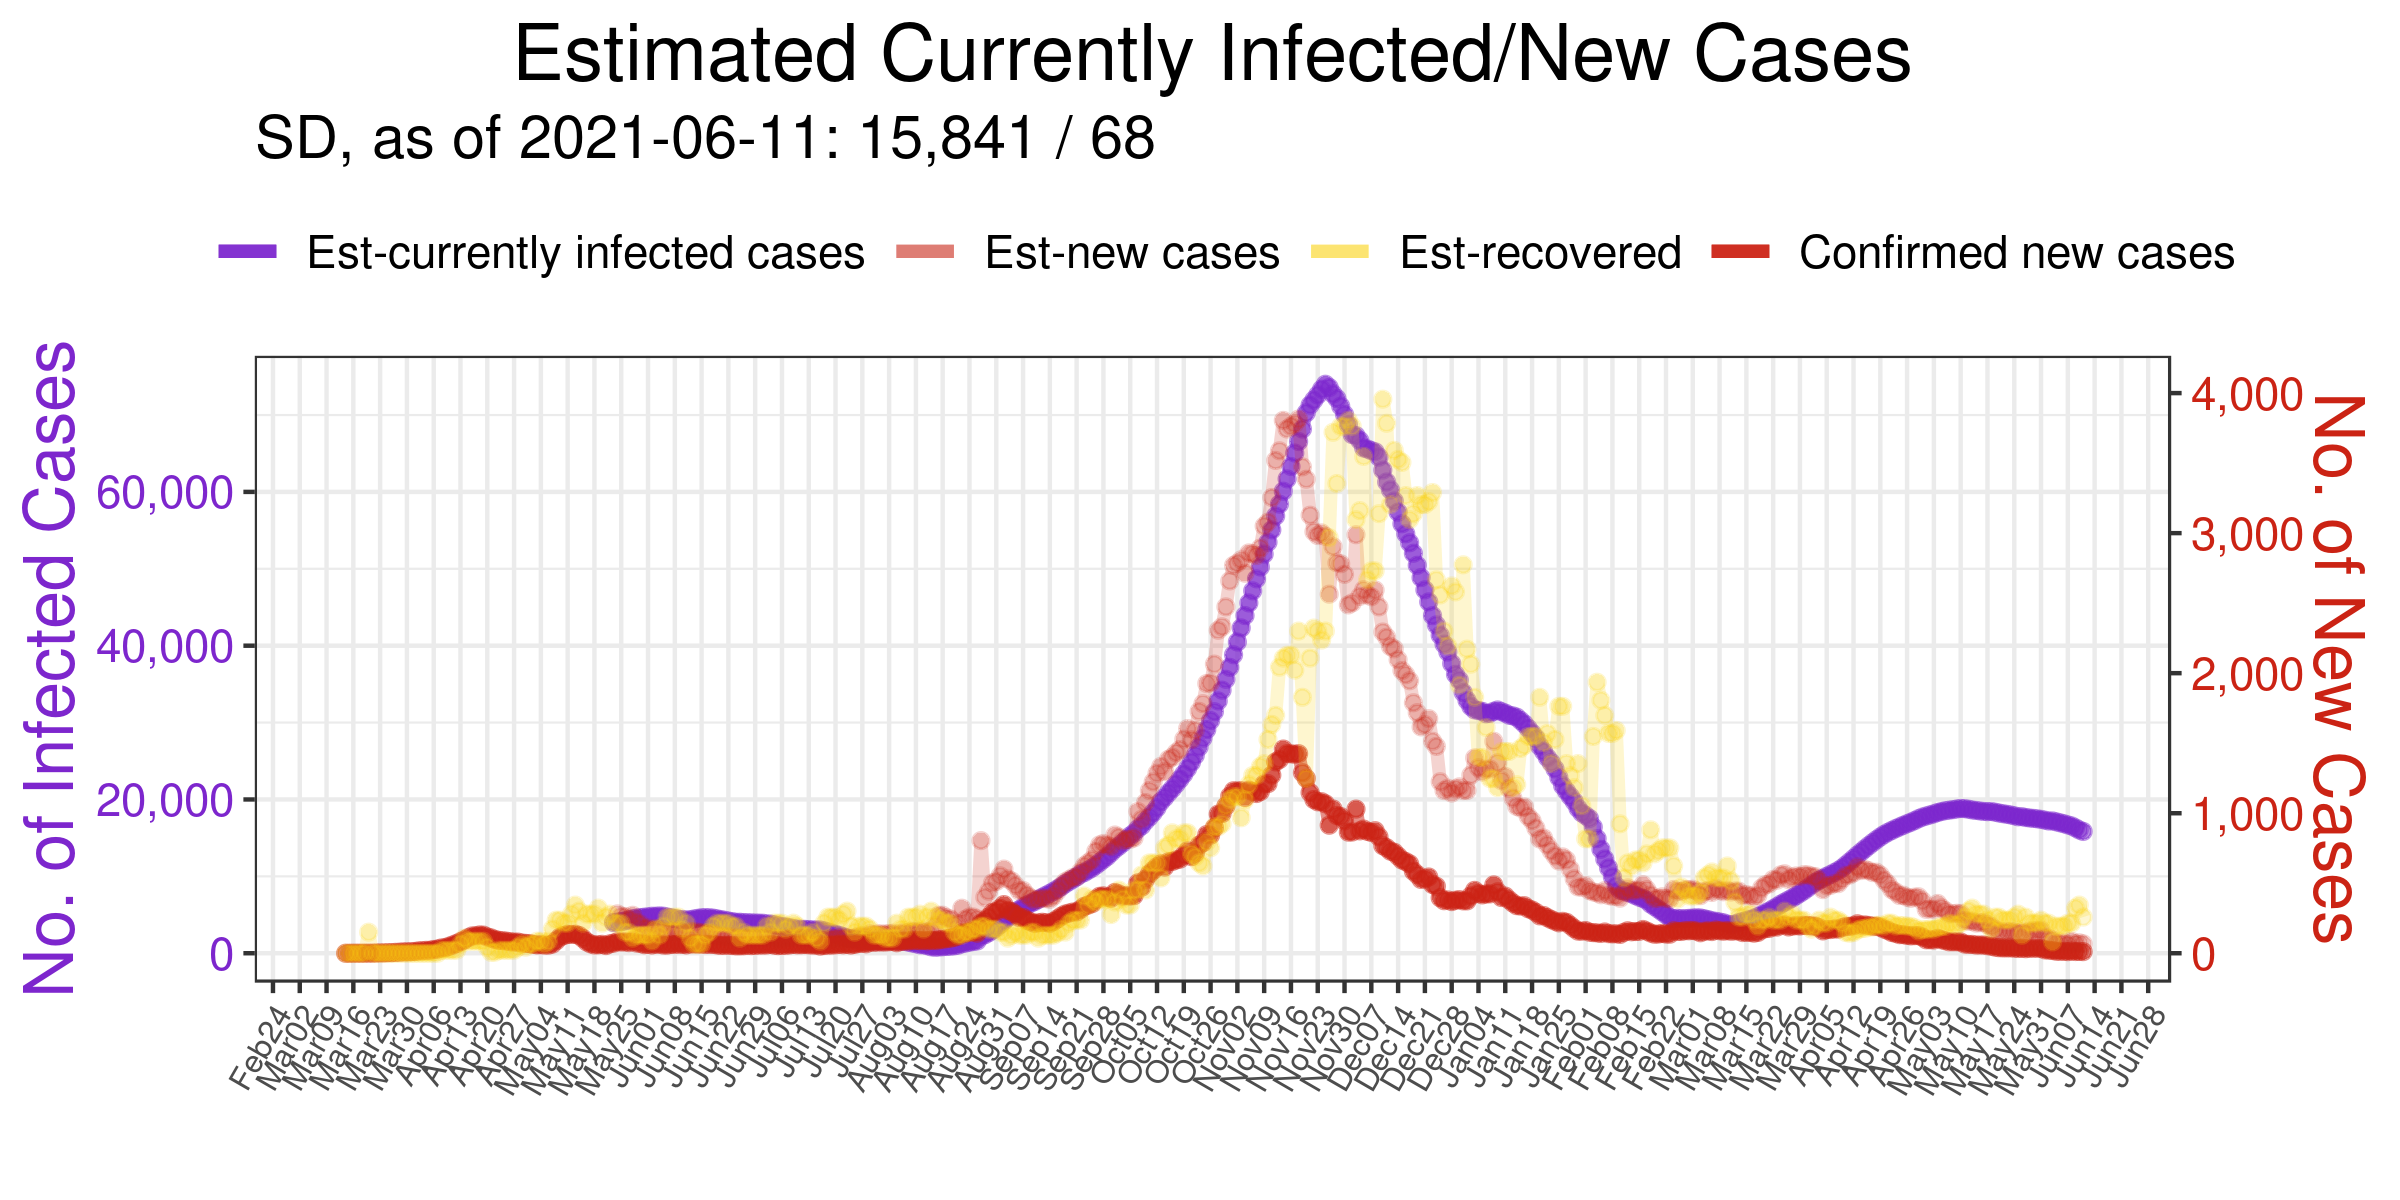 Estimated Currently Infected/New Cases
SD, as of 2021-06-11: 15,841 / 68
Est-currently infected cases
Est-new cases
Est-recovered
Confirmed new cases
No. of Infected Cases
60,000
40,000
20,000
0
4,000
3,000
2,000
1,000
0
No. of New Cases
Feb24
Mar02
Mar09
Mar16
Mar23
Mar30
Apr06
Apr13
Apr20
Apr27
May04
May11
May18
May25
Jun01
Jun08
Jun15
Jun22
Jun29
Jul06
Jul13
Jul20
Jul27
Aug03
Aug10
Aug17
Aug24
Aug31
Sep07
Sep14
Sep21
Sep28
Oct05
Oct12
Oct19
Oct26
Nov02
Nov09
Nov16
Nov23
Nov30
Dec07
Dec14
Dec21
Dec28
Jan04
Jan11
Jan18
Jan25
Feb01
Feb08
Feb15
Feb22
Mar01
Mar08
Mar15
Mar22
Mar29
Apr05
Apr12
Apr19
Apr26
May03
May10
May17
May24
May31
Jun07
Jun14
Jun21
Jun28